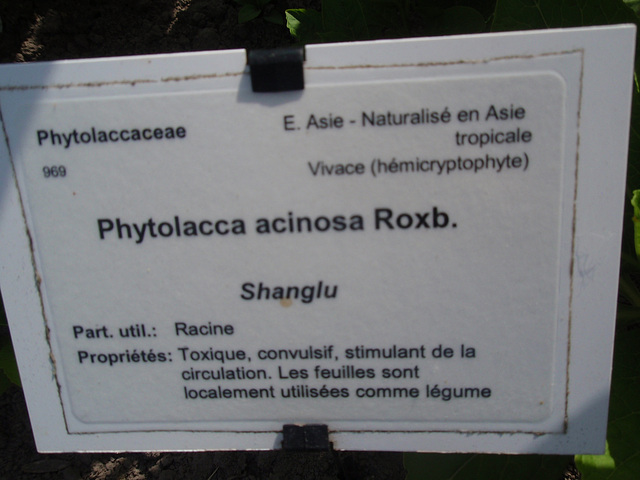 Phytolaccaceae
E. Asie - Naturalisé en Asie
tropicale
969
Vivace (hémicryptophyte)
Phytolacca acinosa Roxb.
Shanglu
Part. util.: Racine
Propriétés: Toxique, convulsif, stimulant de la
circulation. Les feuilles sont
localement utilisées comme légume